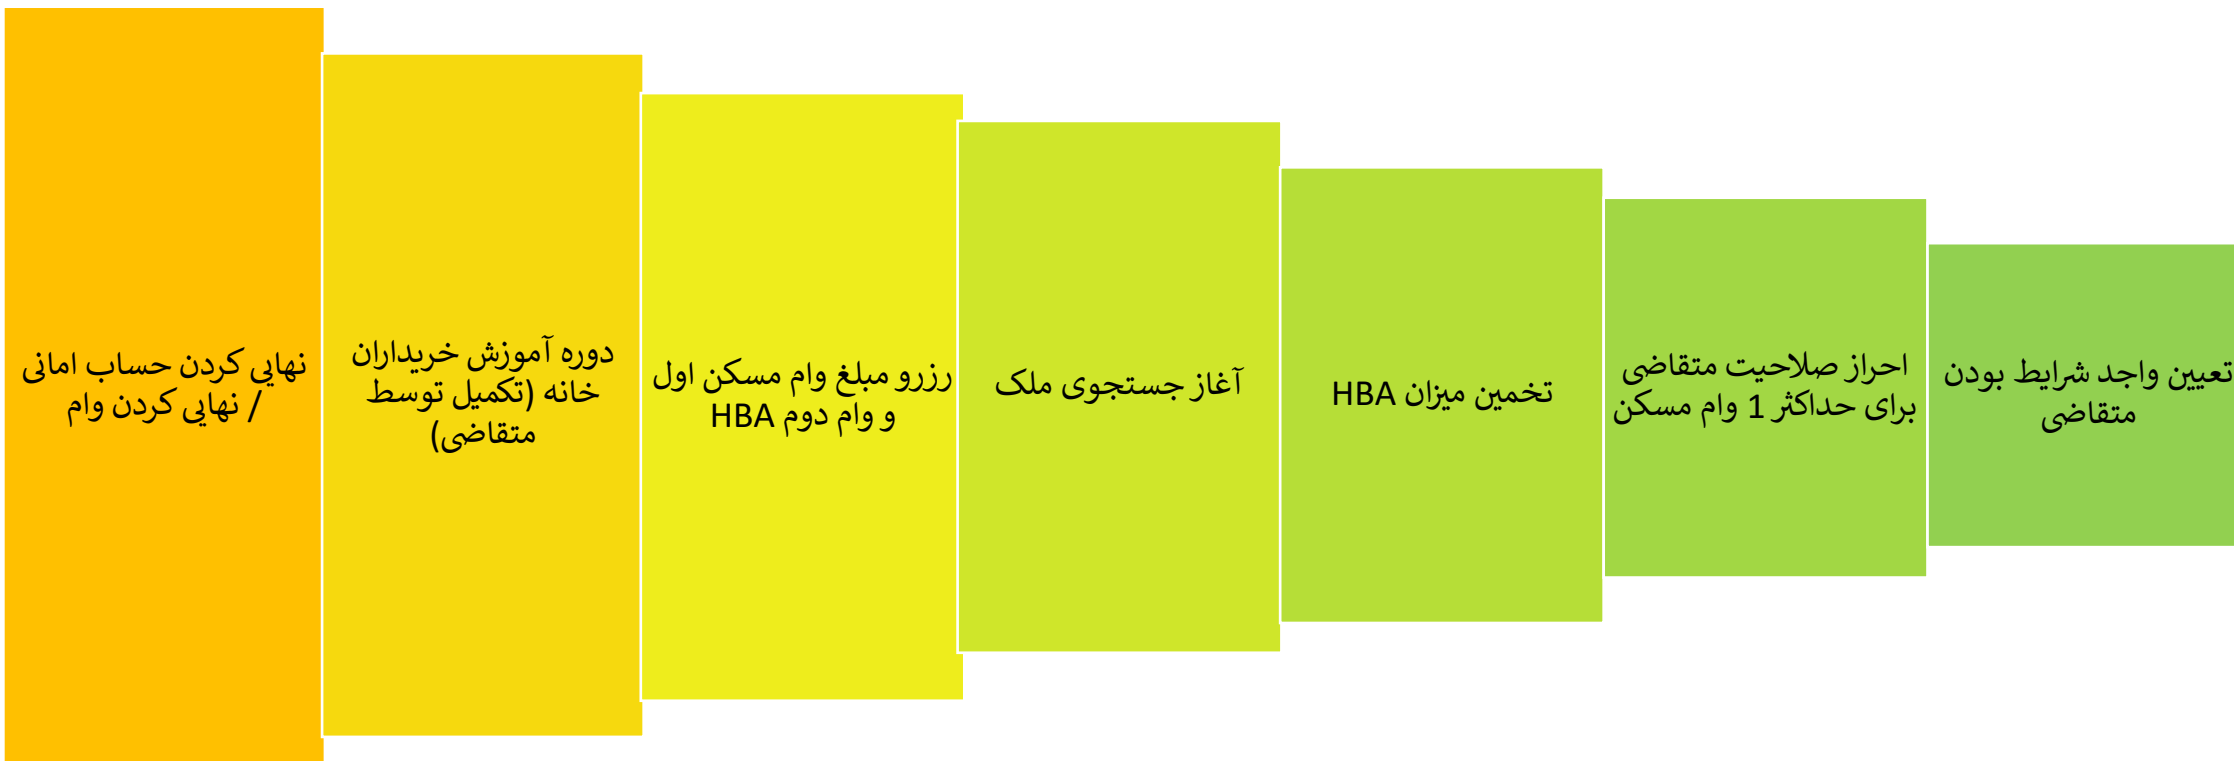 تعیین واجد شرایط بودن
متقاضی
احراز صلاحیت متقاضی
برای حداکثر 1 وام مسکن
تخمین میزان HBA
آغاز جستجوی ملک
رزرو مبلغ وام مسکن اول
و وام دوم HBA
دوره آموزش خریداران
خانه (تکمیل توسط
متقاضی)
نهایی کردن حساب امانی
/ نهایی کردن وام